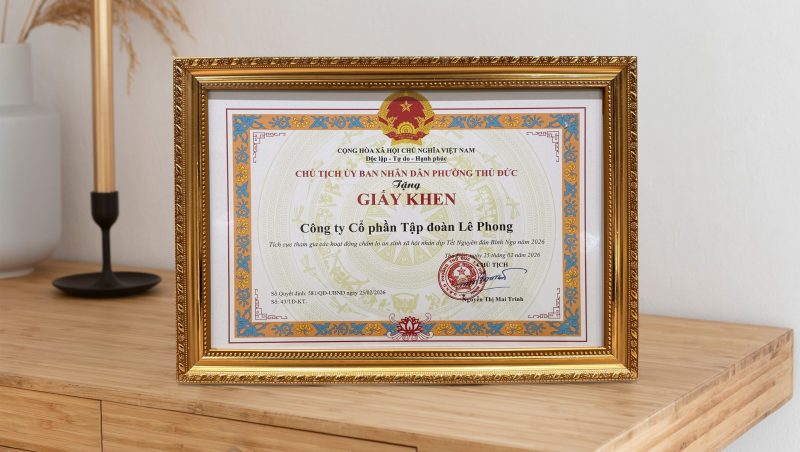 CỘNG HÒA XÃ HỘI CHỦ NGHĨA VIỆT NAM
Độc lập - Tự do - Hạnh phúc
CHỦ TỊCH ỦY BAN NHÂN DÂN PHƯỜNG THỦ ĐỨC
Tặng
GIẤY KHEN
Công ty Cổ phần Tập đoàn Lê Phong
Tích cực tham gia các hoạt động chăm lo an sinh xã hội nhân dịp Tết Nguyên đán Bính Ngọ năm 2026
Thủ Đức, ngày 25 tháng 02 năm 2026
CHỦ TỊCH
Số Quyết định: 581/QĐ-UBND ngày 25/02/2026
Số: 43/TĐ-KT.
Nguyễn Thị Mai Trinh